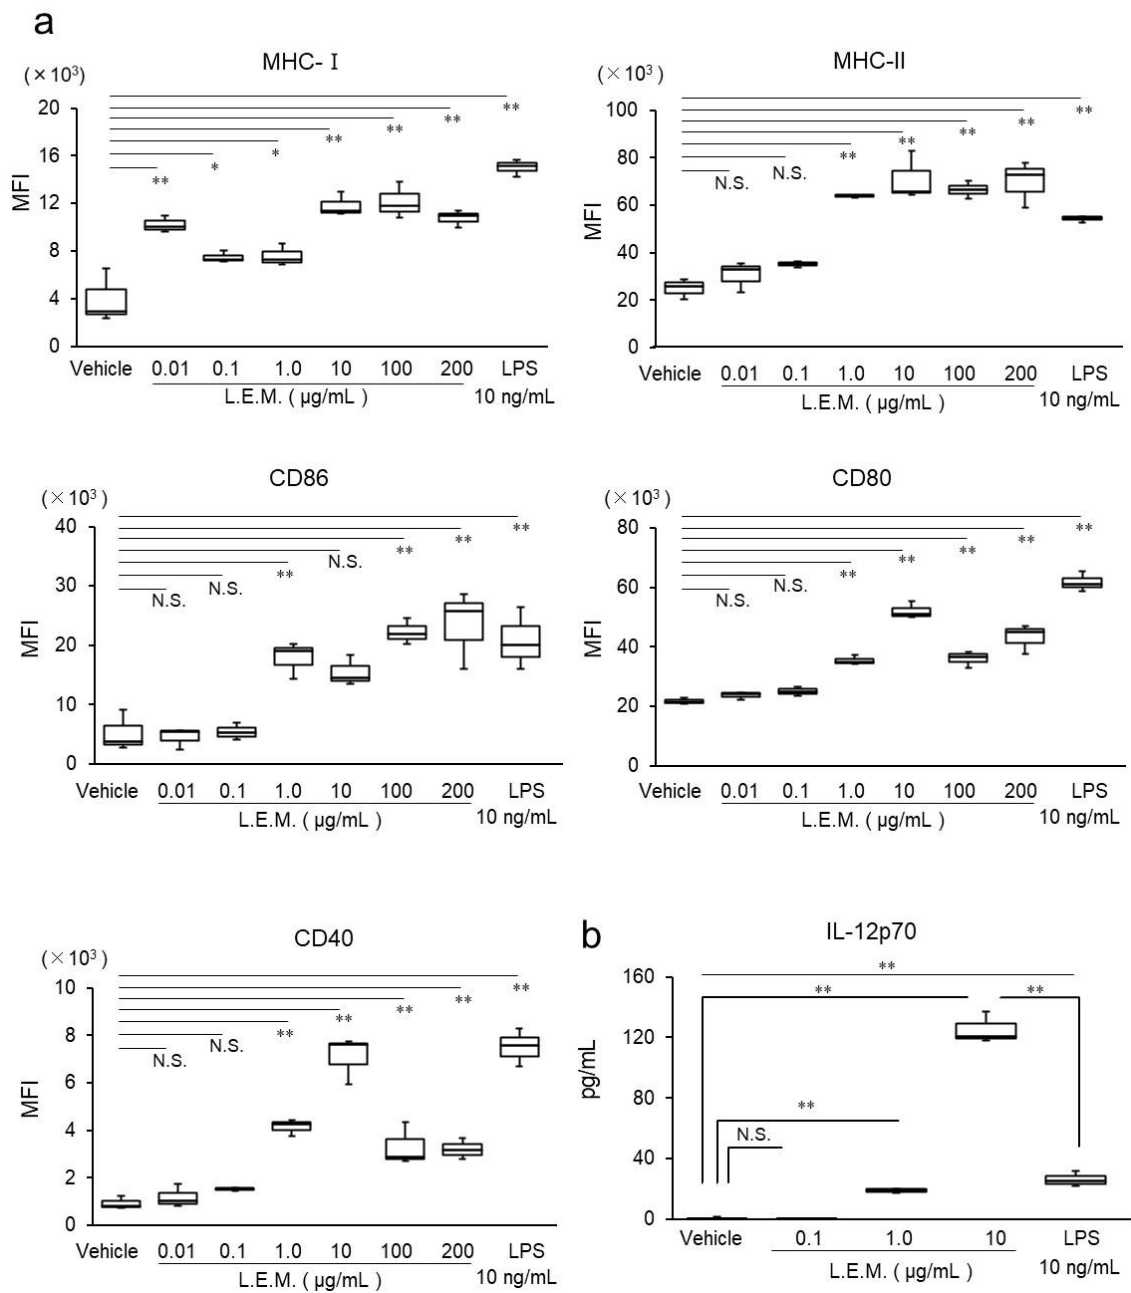 a
MHC- I
(×10³)
20
16
12
8
4
0
MFI
** * * ** ** ** **
Vehicle 0.01 0.1 1.0 10 100 200 LPS
L.E.M. ( µg/mL ) 10 ng/mL
MHC-II
(×10³)
100
80
60
40
20
0
MFI
N.S. N.S. ** ** ** ** **
Vehicle 0.01 0.1 1.0 10 100 200 LPS
L.E.M. ( µg/mL ) 10 ng/mL
CD86
(×10³)
40
30
20
10
0
MFI
N.S. N.S. ** N.S. ** ** **
Vehicle 0.01 0.1 1.0 10 100 200 LPS
L.E.M. ( µg/mL ) 10 ng/mL
CD80
(×10³)
80
60
40
20
0
MFI
N.S. N.S. ** ** ** ** **
Vehicle 0.01 0.1 1.0 10 100 200 LPS
L.E.M. ( µg/mL ) 10 ng/mL
CD40
(×10³)
10
8
6
4
2
0
MFI
N.S. N.S. ** ** ** ** **
Vehicle 0.01 0.1 1.0 10 100 200 LPS
L.E.M. ( µg/mL ) 10 ng/mL
b
IL-12p70
160
120
80
40
0
pg/mL
**
** **
**
N.S.
Vehicle 0.1 1.0 10 LPS
L.E.M. ( µg/mL ) 10 ng/mL